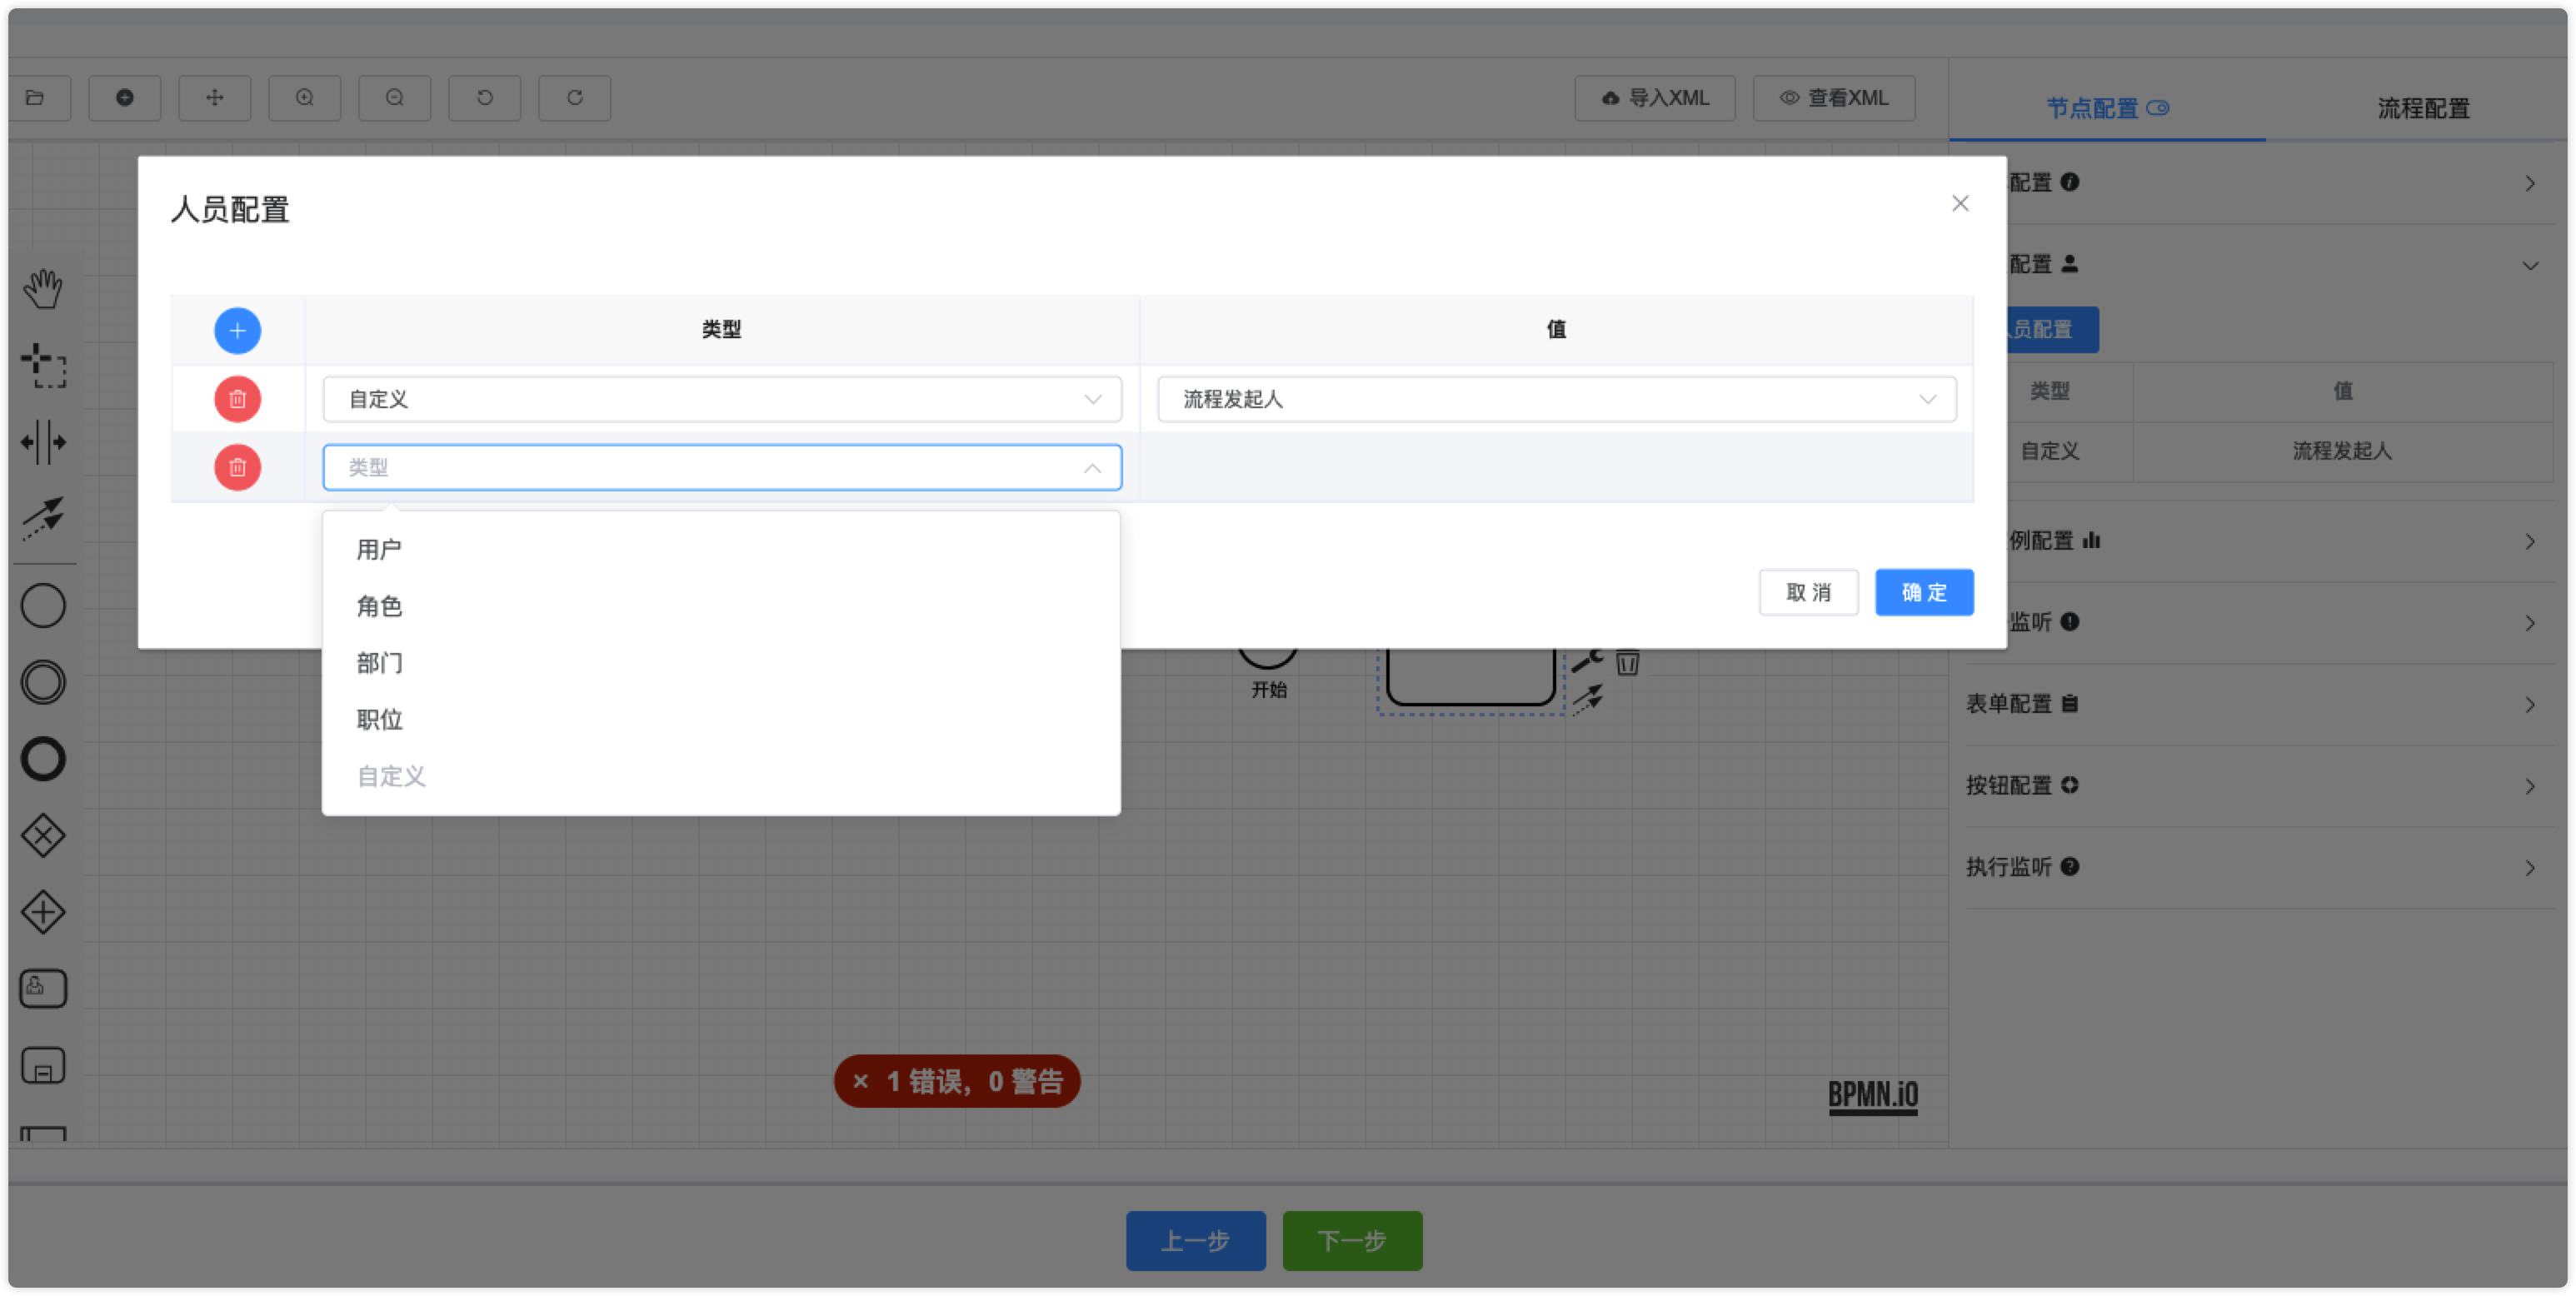 导入XML
查看XML
节点配置
流程配置
人员配置
配置
配置
员配置
类型
值
自定义
流程发起人
类型
类型
值
自定义
流程发起人
用户
角色
部门
职位
自定义
取 消
确 定
例配置
监听
表单配置
按钮配置
执行监听
开始
× 1 错误，0 警告
BPMN.iO
上一步
下一步